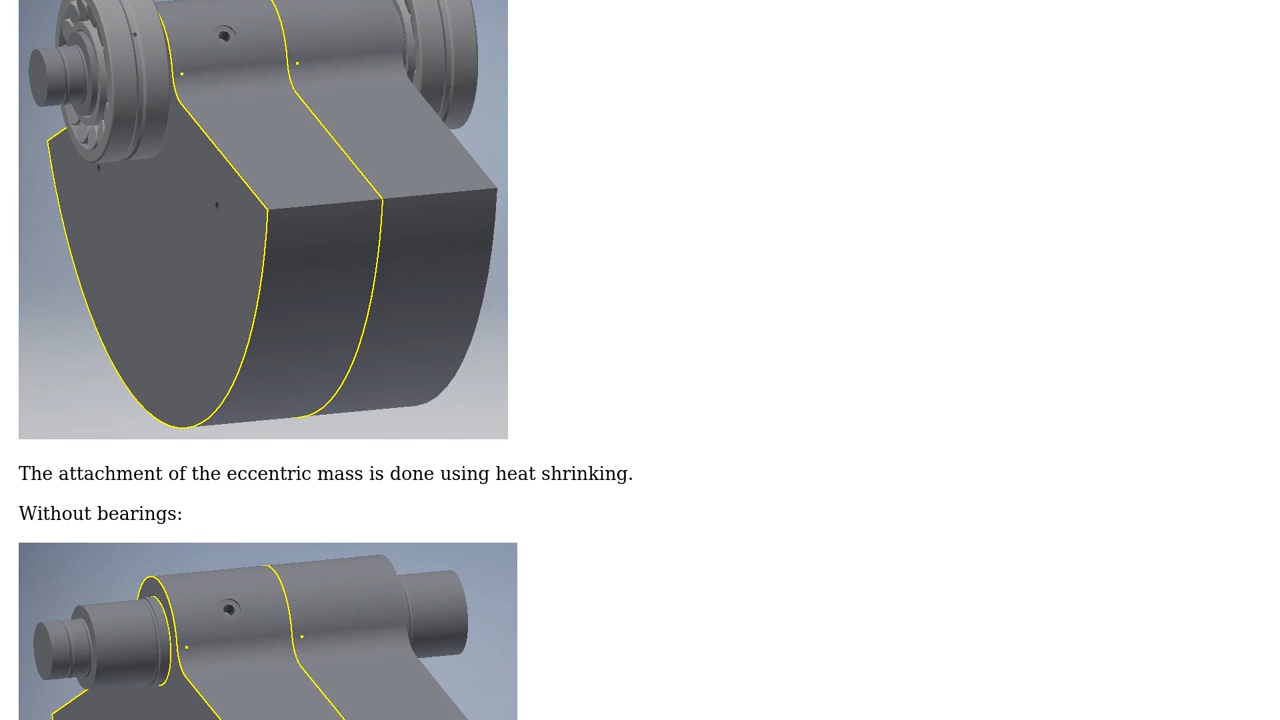 The attachment of the eccentric mass is done using heat shrinking.
Without bearings: